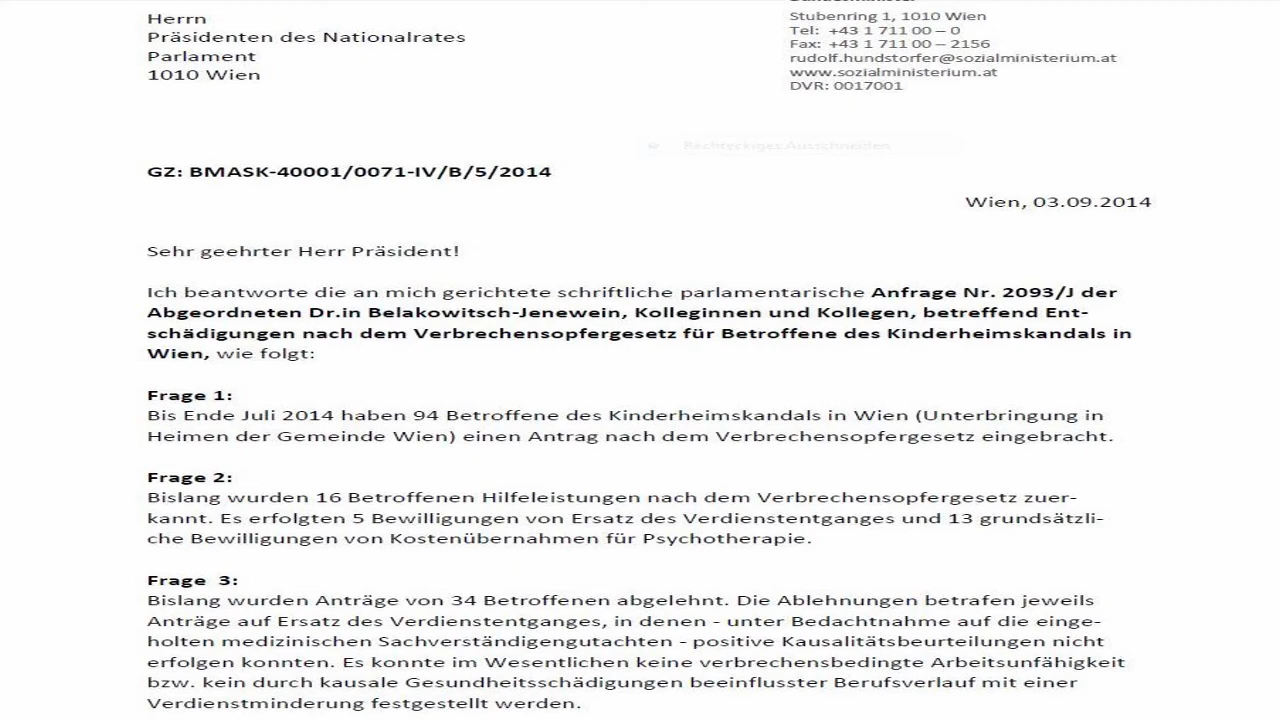 Herrn
Präsidenten des Nationalrates
Parlament
1010 Wien
Stubenring 1, 1010 Wien
Tel: +43 1 711 00 – 0
Fax: +43 1 711 00 – 2156
rudolf.hundstorfer@sozialministerium.at
www.sozialministerium.at
DVR: 0017001
Rechteckiges Ausschneiden
GZ: BMASK-40001/0071-IV/B/5/2014
Wien, 03.09.2014
Sehr geehrter Herr Präsident!
Ich beantworte die an mich gerichtete schriftliche parlamentarische Anfrage Nr. 2093/J der
Abgeordneten Dr.in Belakowitsch-Jenewein, Kolleginnen und Kollegen, betreffend Ent-
schädigungen nach dem Verbrechensopfergesetz für Betroffene des Kinderheimskandals in
Wien, wie folgt:
Frage 1:
Bis Ende Juli 2014 haben 94 Betroffene des Kinderheimskandals in Wien (Unterbringung in
Heimen der Gemeinde Wien) einen Antrag nach dem Verbrechensopfergesetz eingebracht.
Frage 2:
Bislang wurden 16 Betroffenen Hilfeleistungen nach dem Verbrechensopfergesetz zuer-
kannt. Es erfolgten 5 Bewilligungen von Ersatz des Verdienstentganges und 13 grundsätzli-
che Bewilligungen von Kostenübernahmen für Psychotherapie.
Frage 3:
Bislang wurden Anträge von 34 Betroffenen abgelehnt. Die Ablehnungen betrafen jeweils
Anträge auf Ersatz des Verdienstentganges, in denen - unter Bedachtnahme auf die einge-
holten medizinischen Sachverständigengutachten - positive Kausalitätsbeurteilungen nicht
erfolgen konnten. Es konnte im Wesentlichen keine verbrechensbedingte Arbeitsunfähigkeit
bzw. kein durch kausale Gesundheitsschädigungen beeinflusster Berufsverlauf mit einer
Verdienstminderung festgestellt werden.